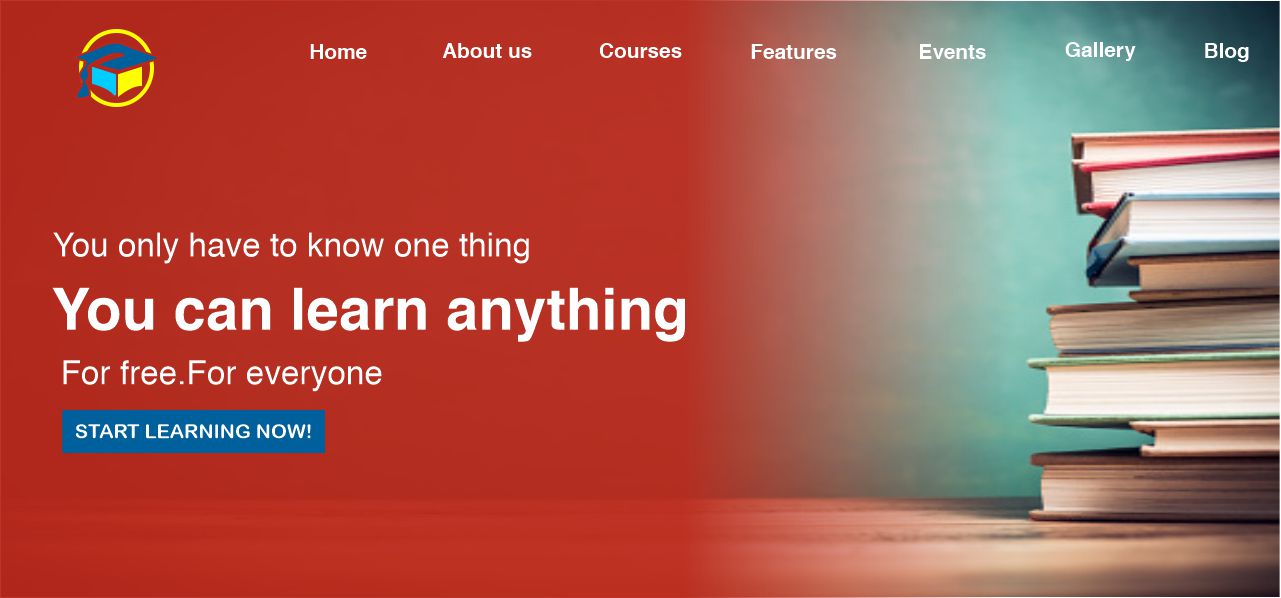 Home About us Courses Features Events Gallery Blog
You only have to know one thing
You can learn anything
For free.For everyone
START LEARNING NOW!